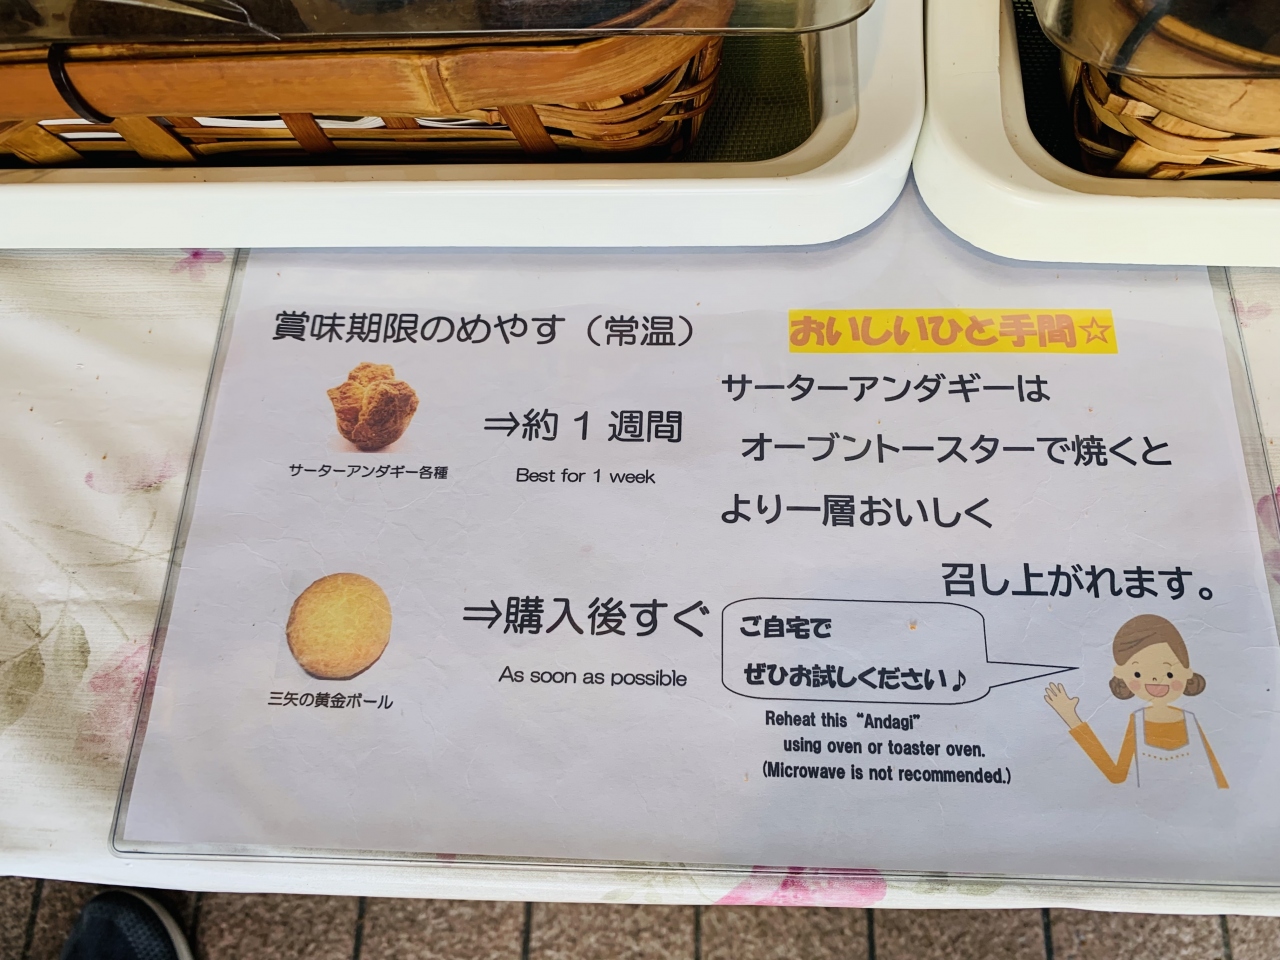 賞味期限のめやす（常温）
サーターアンダギー各種
⇒約 1 週間
Best for 1 week
三矢の黄金ボール
⇒購入後すぐ
As soon as possible
おいしいひと手間☆
サーターアンダギーは
オーブントースターで焼くと
より一層おいしく
召し上がれます。
ご自宅で
ぜひお試しください♪
Reheat this “Andagi”
using oven or toaster oven.
(Microwave is not recommended.)